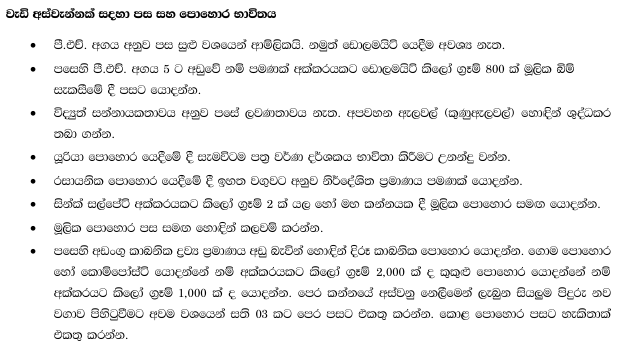 වැඩි අස්වැන්නක් සඳහා පස සහ පොහොර භාවිතය
• පී.එච්. අගය අනුව පස සුළු වශයෙන් ආම්ලිකයි. නමුත් ඩොලමයිට් යෙදීම අවශ්‍ය නැත.
• පසෙහි පී.එච්. අගය 5 ට අඩුවේ නම් පමණක් අක්කරයකට ඩොලමයිට් කිලෝ ග්‍රෑම් 800 ක් මූලික බිම්
සැකසීමේ දී පසට යොදන්න.
• විද්‍යුත් සන්නායකතාවය අනුව පසේ ලවණතාවය නැත. අපවහන ඇලවල් (කුණුඇලවල්) හොඳින් ශුද්ධකර
තබා ගන්න.
• යූරියා පොහොර යෙදීමේ දී සැමවිටම පත්‍ර වර්ණ දර්ශකය භාවිතා කිරීමට උනන්දු වන්න.
• රසායනික පොහොර යෙදීමේ දී ඉහත වගුවට අනුව නිර්දේශිත ප්‍රමාණය පමණක් යොදන්න.
• සින්ක් සල්පේට් අක්කරයකට කිලෝ ග්‍රෑම් 2 ක් යල හෝ මහ කන්නයක දී මූලික පොහොර සමඟ යොදන්න.
• මූලික පොහොර පස සමඟ හොඳින් කලවම් කරන්න.
• පසෙහි අඩංගු කාබනික ද්‍රව්‍ය ප්‍රමාණය අඩු බැවින් හොඳින් දිරූ කාබනික පොහොර යොදන්න. ගොම පොහොර
හෝ කොම්පෝස්ට් යොදන්නේ නම් අක්කරයකට කිලෝ ග්‍රෑම් 2,000 ක් ද කුකුළු පොහොර යොදන්නේ නම්
අක්කරයට කිලෝ ග්‍රෑම් 1,000 ක් ද යොදන්න. පෙර කන්නයේ අස්වනු නෙලීමෙන් ලැබුන සියලුම පිදුරු නව
වගාව පිහිටුවීමට අවම වශයෙන් සති 03 කට පෙර පසට එකතු කරන්න. කොළ පොහොර පසට හැකිතාක්
එකතු කරන්න.